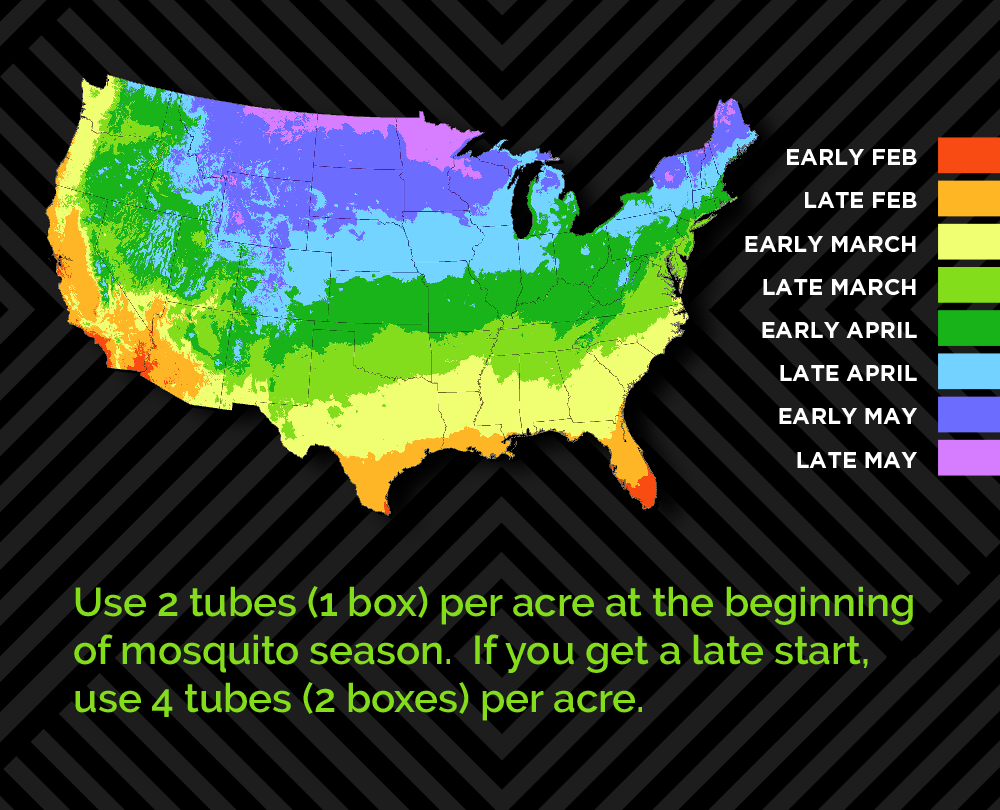 EARLY FEB
LATE FEB
EARLY MARCH
LATE MARCH
EARLY APRIL
LATE APRIL
EARLY MAY
LATE MAY
Use 2 tubes (1 box) per acre at the beginning
of mosquito season.  If you get a late start,
use 4 tubes (2 boxes) per acre.